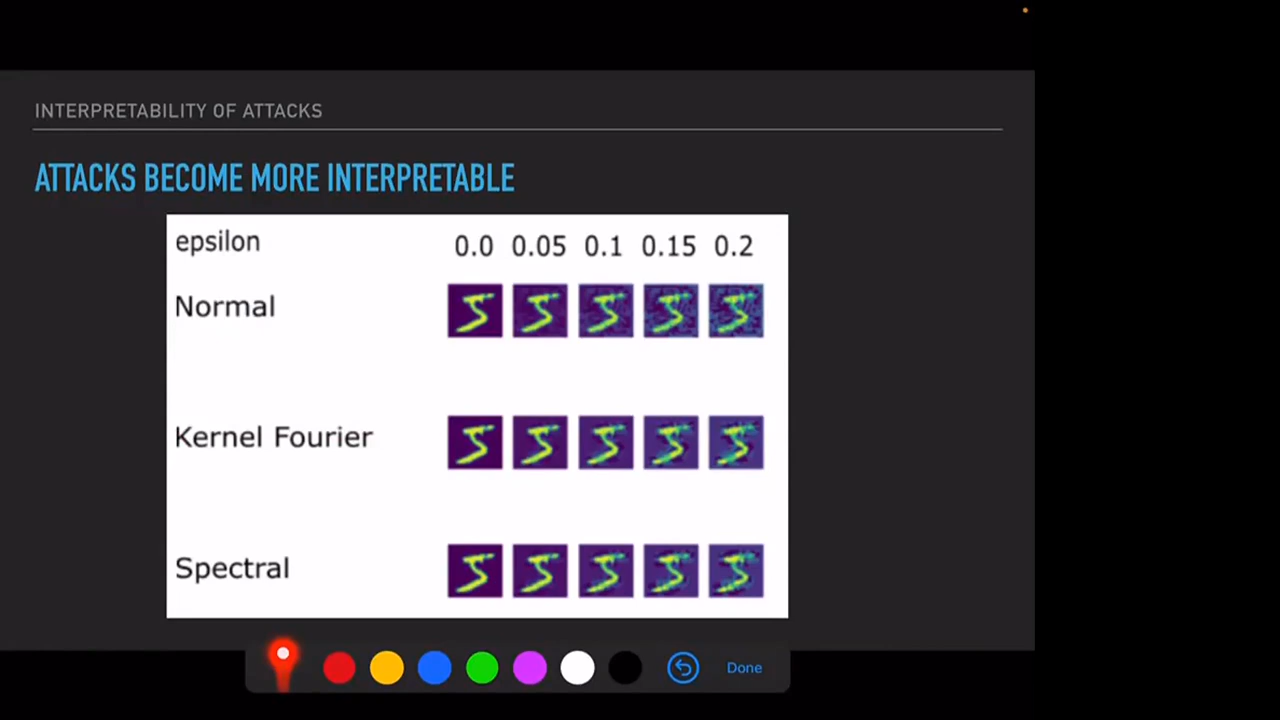 INTERPRETABILITY OF ATTACKS
ATTACKS BECOME MORE INTERPRETABLE
epsilon 0.0 0.05 0.1 0.15 0.2
Normal
Kernel Fourier
Spectral
Done